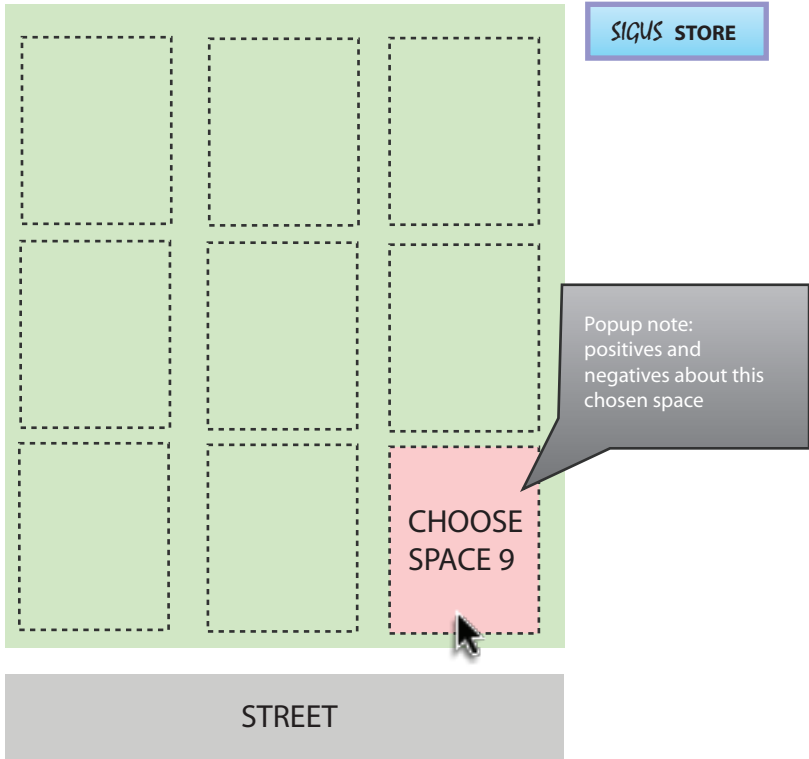 SIGUS STORE
Popup note:
positives and
negatives about this
chosen space
CHOOSE
SPACE 9
STREET